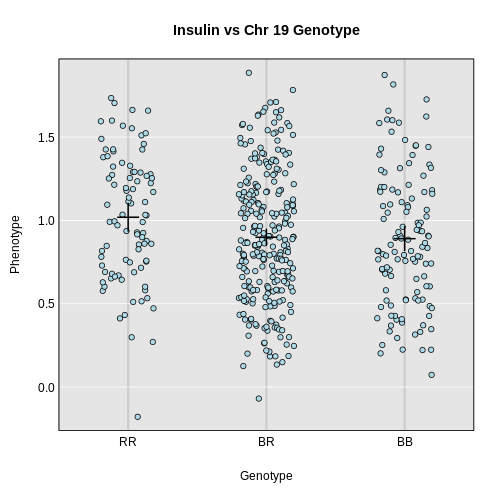 Insulin vs Chr 19 Genotype
Phenotype
1.5
1.0
0.5
0.0
RR BR BB
Genotype